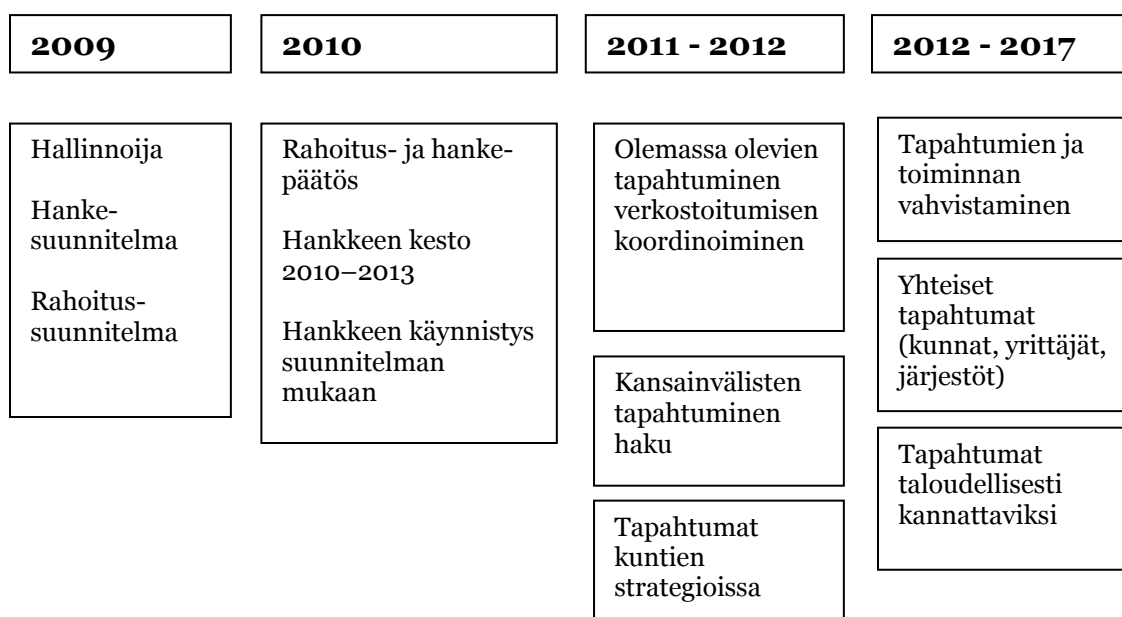 2009
2010
2011 - 2012
2012 - 2017
Hallinnoija
Hanke-
suunnitelma
Rahoitus-
suunnitelma
Rahoitus- ja hanke-
päätös
Hankkeen kesto
2010–2013
Hankkeen käynnistys
suunnitelman
mukaan
Olemassa olevien
tapahtuminen
verkostoitumisen
koordinoiminen
Kansainvälisten
tapahtuminen
haku
Tapahtumat
kuntien
strategioissa
Tapahtumien ja
toiminnan
vahvistaminen
Yhteiset
tapahtumat
(kunnat, yrittäjät,
järjestöt)
Tapahtumat
taloudellisesti
kannattaviksi